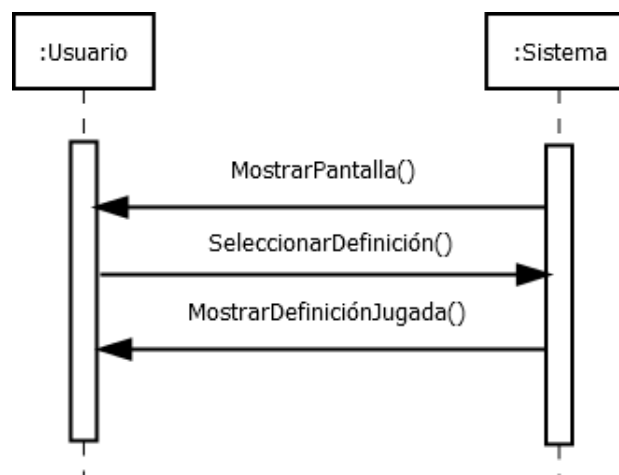 :Usuario
:Sistema
MostrarPantalla()
SeleccionarDefinición()
MostrarDefiniciónJugada()